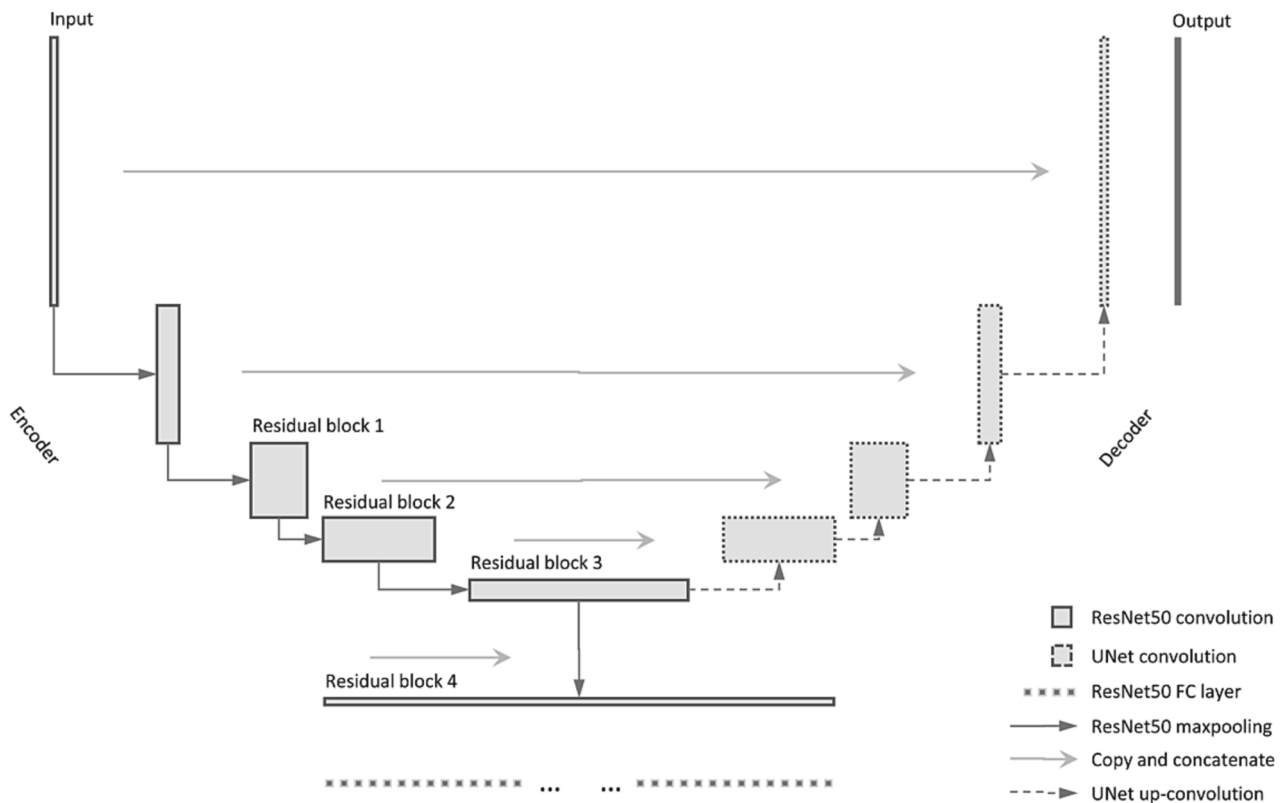 Input
Output
Encoder
Decoder
Residual block 1
Residual block 2
Residual block 3
Residual block 4
... ...
ResNet50 convolution
UNet convolution
ResNet50 FC layer
ResNet50 maxpooling
Copy and concatenate
UNet up-convolution